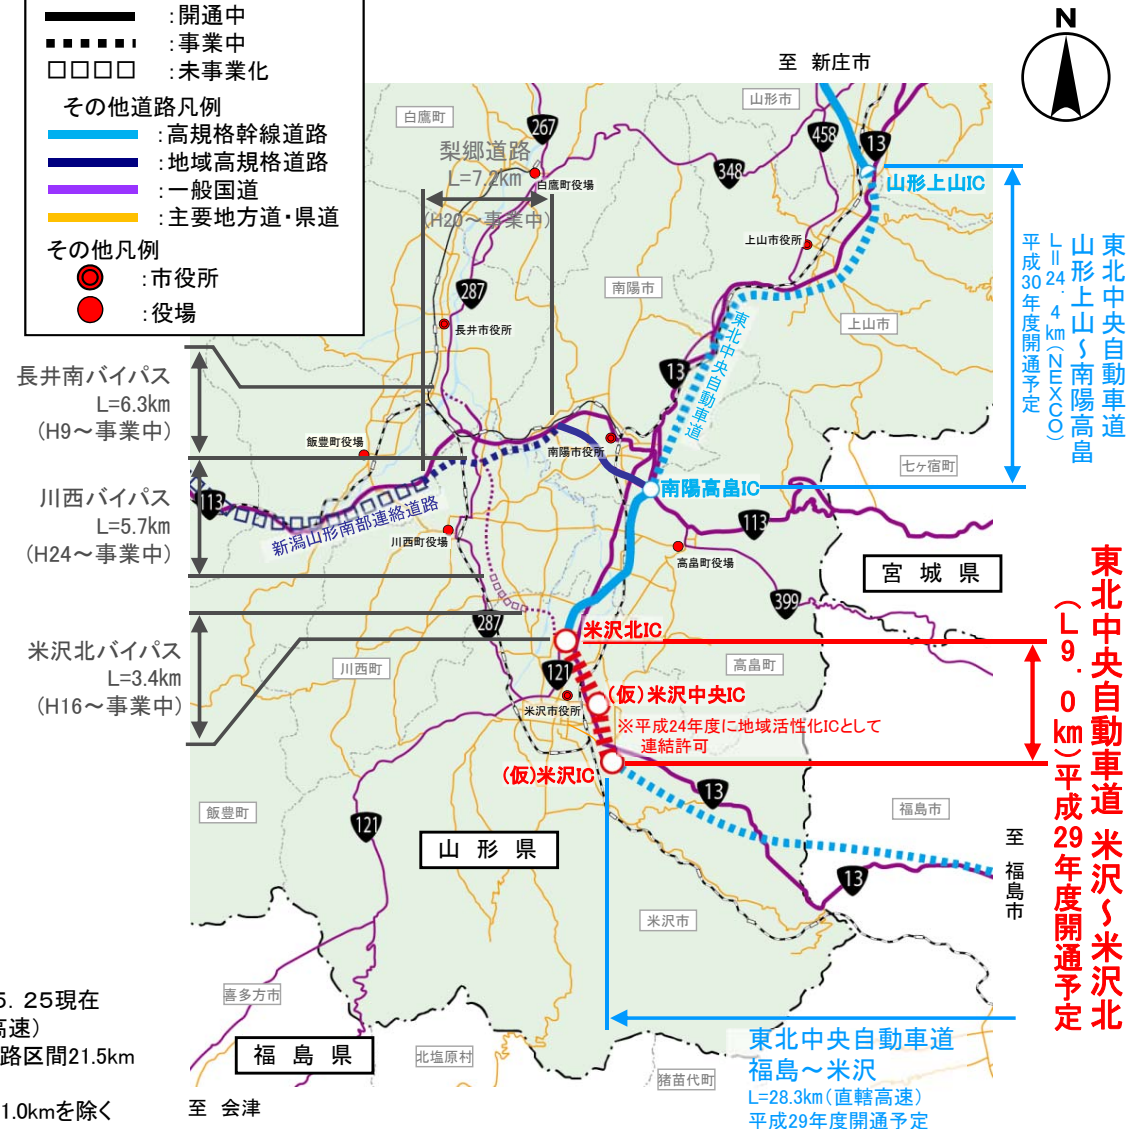 :開通中
:事業中
:未事業化
その他道路凡例
:高規格幹線道路
:地域高規格道路
:一般国道
:主要地方道・県道
その他凡例
:市役所
:役場
N
至 新庄市
山形市
白鷹町
267
458
13
梨郷道路
L=7.2km
(H20~事業中)
348
白鷹町役場
山形上山IC
上山市役所
287
南陽市
上山市
長井市役所
東北中央自動車道
13
東北中央自動車道
山形上山~南陽高畠
L=24.4km(NEXCO)
平成30年度開通予定
長井南バイパス
L=6.3km
(H9~事業中)
飯豊町役場
南陽市役所
七ヶ宿町
南陽高畠IC
川西バイパス
L=5.7km
(H24~事業中)
113
新潟山形南部連絡道路
川西町役場
113
高畠町役場
宮城県
399
287
米沢北IC
米沢北バイパス
L=3.4km
(H16~事業中)
川西町
121
高畠町
(仮)米沢中央IC
米沢市役所
※平成24年度に地域活性化ICとして
連結許可
(仮)米沢IC
東北中央自動車道 米沢~米沢北
(L9.0km)平成29年度開通予定
13
飯豊町
121
福島市
山形県
至 福島市
13
米沢市
喜多方市
5. 25現在
高速)
路区間21.5km
1.0kmを除く
福島県
北塩原村
猪苗代町
東北中央自動車道
福島~米沢
L=28.3km(直轄高速)
平成29年度開通予定
至 会津